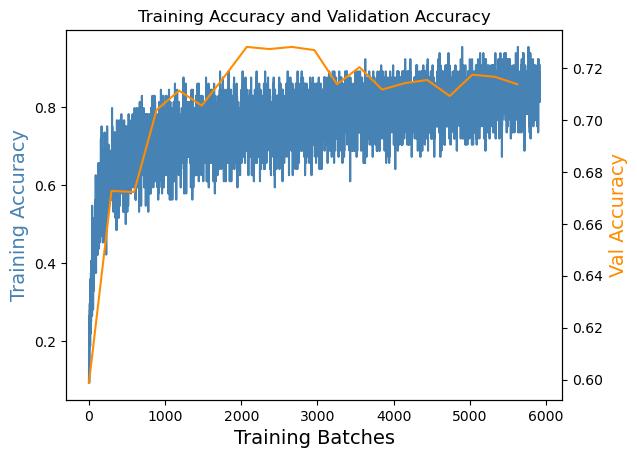 Training Accuracy and Validation Accuracy
0.8
0.6
0.4
0.2
Training Accuracy
0.72
0.70
0.68
0.66
0.64
0.62
0.60
Val Accuracy
0 1000 2000 3000 4000 5000 6000
Training Batches